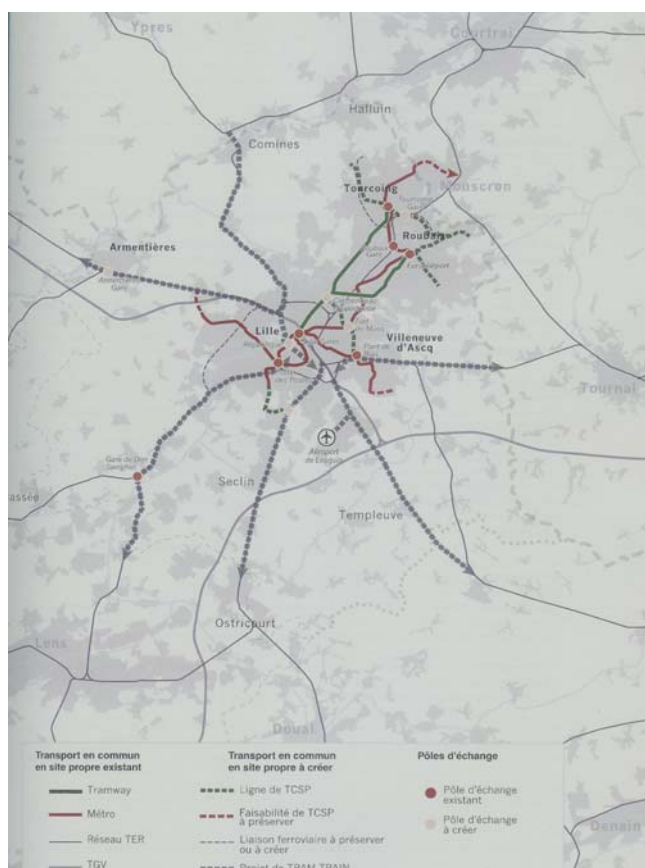 Ypres
Courtrai
Halluin
Comines
Tourcoing
Mouscron
Armentières
Roubaix
Lille
Villeneuve
d'Ascq
Tournai
Aéroport
de Lesquin
Seclin
Templeuve
Ostricourt
Lens
Douai
Denain
Transport en commun
en site propre existant
Tramway
Métro
Réseau TER
TGV
Transport en commun
en site propre à créer
Ligne de TCSP
Faisabilité de TCSP
à préserver
Liaison ferroviaire à préserver
ou à créer
Projet de TRAM-TRAIN
Pôles d'échange
Pôle d'échange
existant
Pôle d'échange
à créer